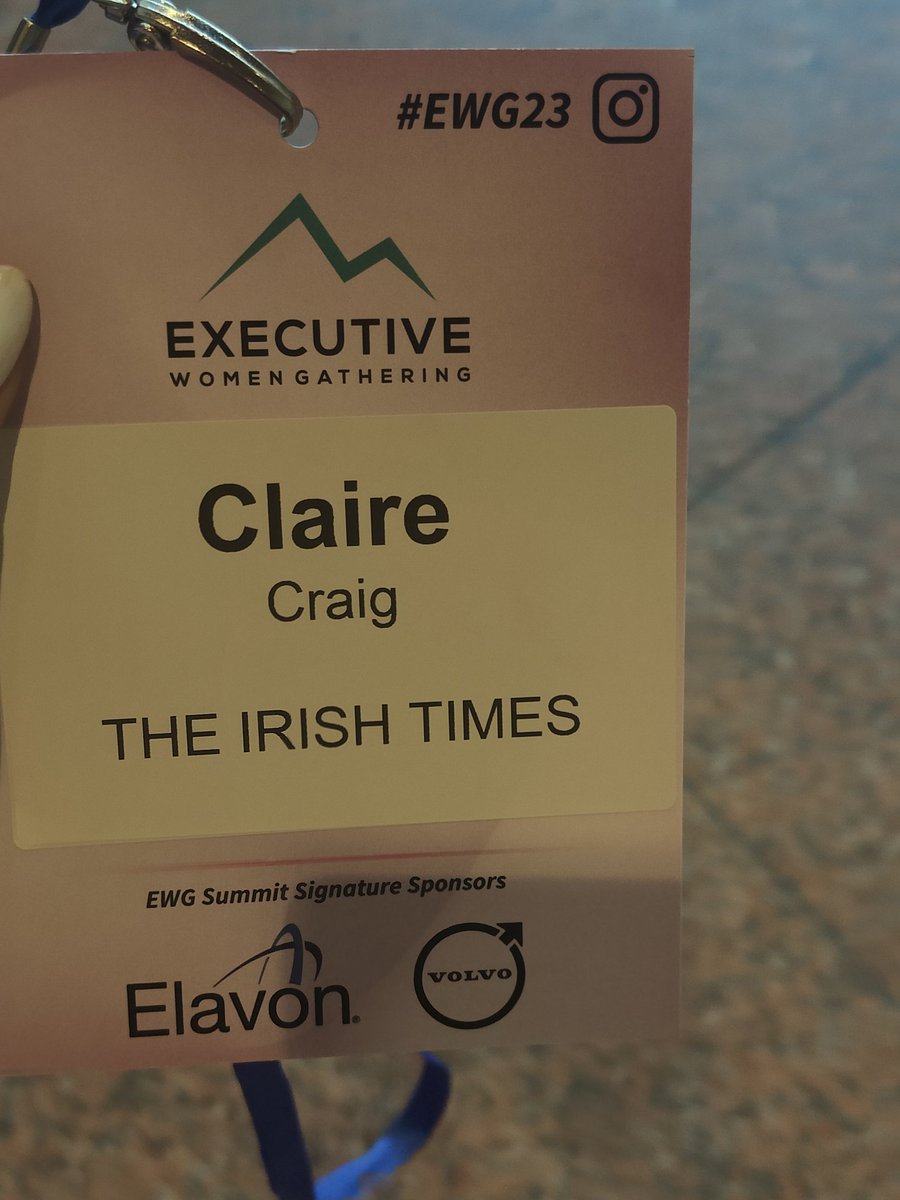 #EWG23
EXECUTIVE
WOMEN GATHERING
Claire
Craig
THE IRISH TIMES
EWG Summit Signature Sponsors
Elavon®
VOLVO